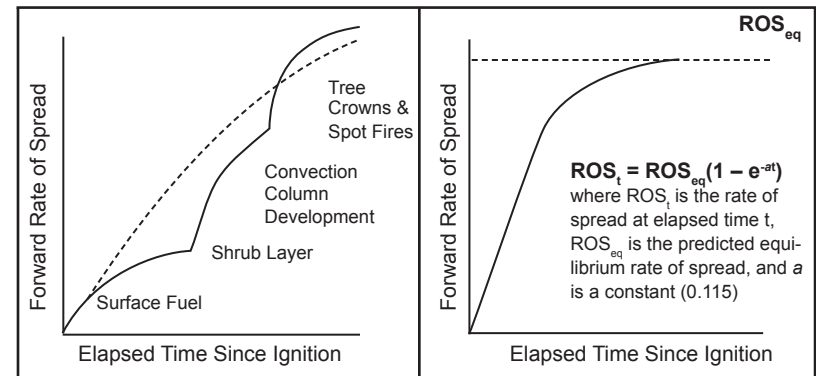 Forward Rate of Spread
Tree
Crowns &
Spot Fires
Convection
Column
Development
Shrub Layer
Surface Fuel
Elapsed Time Since Ignition
ROSeq
Forward Rate of Spread
ROSt = ROSeq(1 – e-at)
where ROSt is the rate of
spread at elapsed time t,
ROSeq is the predicted equi-
librium rate of spread, and a
is a constant (0.115)
Elapsed Time Since Ignition